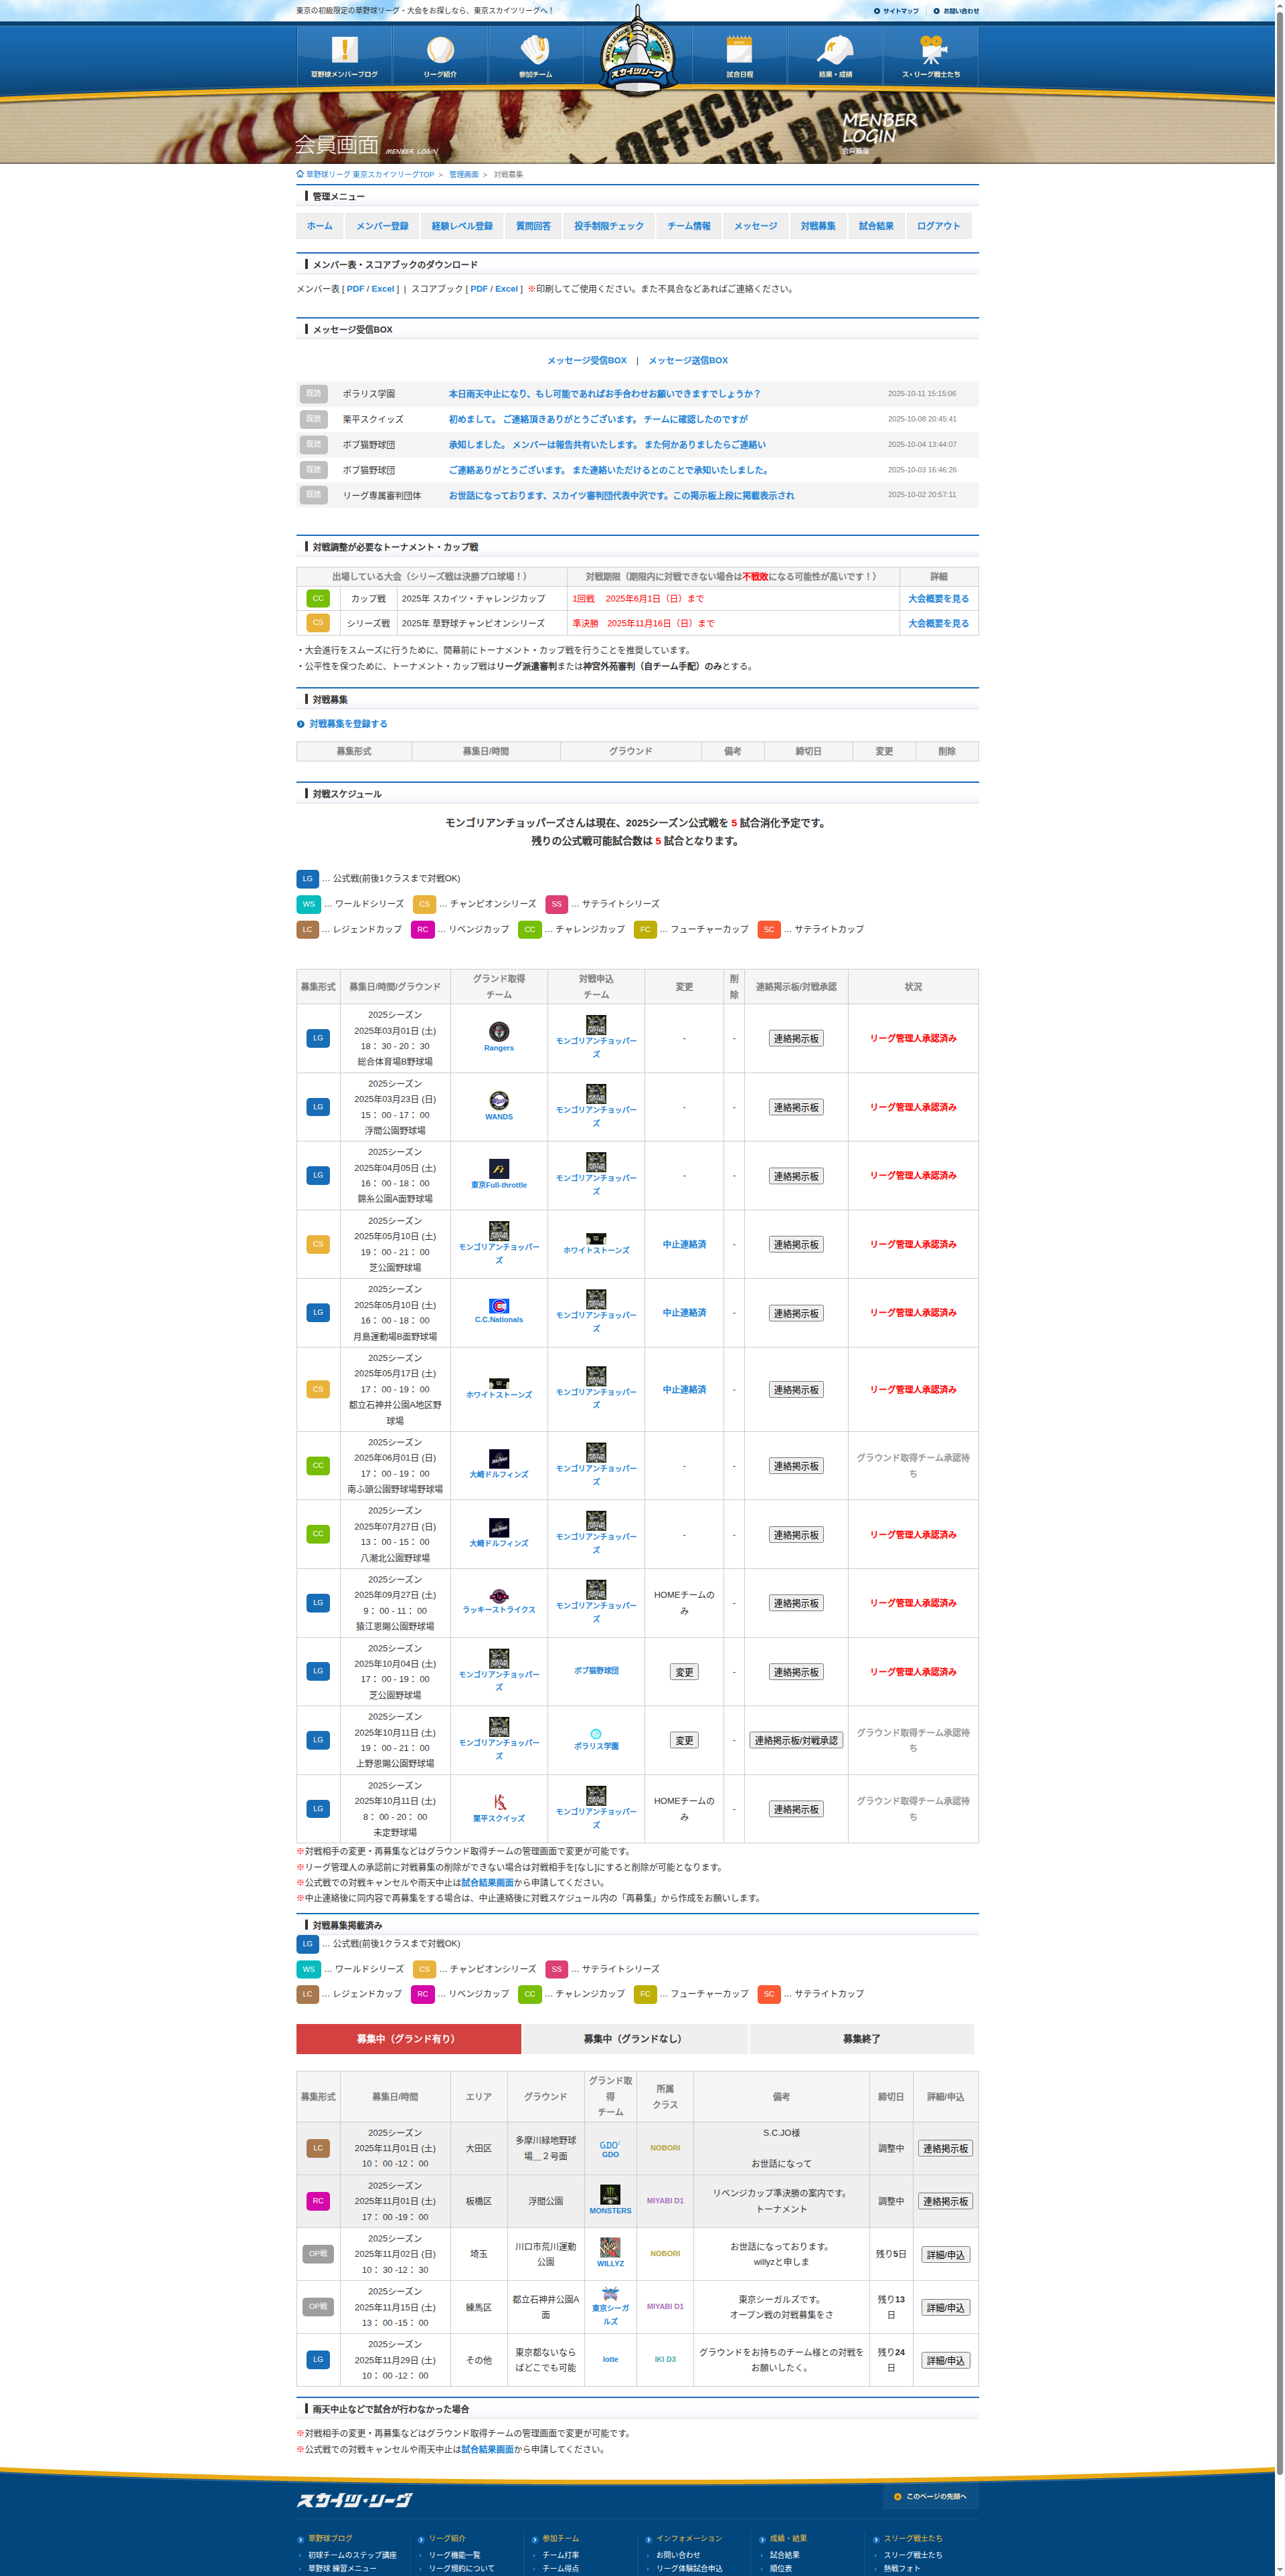 東京の初級限定の草野球リーグ・大会をお探しなら、東京スカイツリーグへ！
サイトマップ お問い合わせ
草野球メンバーブログ リーグ紹介 参加チーム スカイツリーグ 試合日程 結果・成績 ス・リーグ戦士たち
会員画面 MENBER LOGIN
MENBER LOGIN
会員画面
草野球リーグ 東京スカイツリーグTOP > 管理画面 > 対戦募集
管理メニュー
ホーム メンバー登録 経験レベル登録 質問回答 投手制限チェック チーム情報 メッセージ 対戦募集 試合結果 ログアウト
メンバー表・スコアブックのダウンロード
メンバー表 [ PDF / Excel ] | スコアブック [ PDF / Excel ] ※印刷してご使用ください。また不具合などあればご連絡ください。
メッセージ受信BOX
メッセージ受信BOX | メッセージ送信BOX
既読 ポラリス学園 本日雨天中止になり、もし可能であればお手合わせお願いできますでしょうか？ 2025-10-11 15:15:06
既読 栗平スクイッズ 初めまして。 ご連絡頂きありがとうございます。 チームに確認したのですが 2025-10-08 20:45:41
既読 ボブ猫野球団 承知しました。 メンバーは報告共有いたします。 また何かありましたらご連絡い 2025-10-04 13:44:07
既読 ボブ猫野球団 ご連絡ありがとうございます。 また連絡いただけるとのことで承知いたしました。 2025-10-03 16:46:26
既読 リーグ専属審判団体 お世話になっております、スカイツ審判団代表中沢です。この掲示板上段に掲載表示され 2025-10-02 20:57:11
対戦調整が必要なトーナメント・カップ戦
出場している大会（シリーズ戦は決勝プロ球場！） 対戦期限（期限内に対戦できない場合は不戦敗になる可能性が高いです！） 詳細
CC カップ戦 2025年 スカイツ・チャレンジカップ 1回戦 2025年6月1日（日）まで 大会概要を見る
CS シリーズ戦 2025年 草野球チャンピオンシリーズ 準決勝 2025年11月16日（日）まで 大会概要を見る
・大会進行をスムーズに行うために、開幕前にトーナメント・カップ戦を行うことを推奨しています。
・公平性を保つために、トーナメント・カップ戦はリーグ派遣審判または神宮外苑審判（自チーム手配）のみとする。
対戦募集
対戦募集を登録する
募集形式 募集日/時間 グラウンド 備考 締切日 変更 削除
対戦スケジュール
モンゴリアンチョッパーズさんは現在、2025シーズン公式戦を 5 試合消化予定です。
残りの公式戦可能試合数は 5 試合となります。
LG … 公式戦(前後1クラスまで対戦OK)
WS … ワールドシリーズ CS … チャンピオンシリーズ SS … サテライトシリーズ
LC … レジェンドカップ RC … リベンジカップ CC … チャレンジカップ FC … フューチャーカップ SC … サテライトカップ
募集形式 募集日/時間/グラウンド グランド取得チーム 対戦申込チーム 変更 削除 連絡掲示板/対戦承認 状況
LG 2025シーズン 2025年03月01日 (土) 18： 30 - 20： 30 総合体育場B野球場 Rangers モンゴリアンチョッパーズ - - 連絡掲示板 リーグ管理人承認済み
LG 2025シーズン 2025年03月23日 (日) 15： 00 - 17： 00 浮間公園野球場 WANDS モンゴリアンチョッパーズ - - 連絡掲示板 リーグ管理人承認済み
LG 2025シーズン 2025年04月05日 (土) 16： 00 - 18： 00 錦糸公園A面野球場 東京Full-throttle モンゴリアンチョッパーズ - - 連絡掲示板 リーグ管理人承認済み
CS 2025シーズン 2025年05月10日 (土) 19： 00 - 21： 00 芝公園野球場 モンゴリアンチョッパーズ ホワイトストーンズ 中止連絡済 - 連絡掲示板 リーグ管理人承認済み
LG 2025シーズン 2025年05月10日 (土) 16： 00 - 18： 00 月島運動場B面野球場 C.C.Nationals モンゴリアンチョッパーズ 中止連絡済 - 連絡掲示板 リーグ管理人承認済み
CS 2025シーズン 2025年05月17日 (土) 17： 00 - 19： 00 都立石神井公園A地区野球場 ホワイトストーンズ モンゴリアンチョッパーズ 中止連絡済 - 連絡掲示板 リーグ管理人承認済み
CC 2025シーズン 2025年06月01日 (日) 17： 00 - 19： 00 南ふ頭公園野球場野球場 大崎ドルフィンズ モンゴリアンチョッパーズ - - 連絡掲示板 グラウンド取得チーム承認待ち
CC 2025シーズン 2025年07月27日 (日) 13： 00 - 15： 00 八潮北公園野球場 大崎ドルフィンズ モンゴリアンチョッパーズ - - 連絡掲示板 リーグ管理人承認済み
LG 2025シーズン 2025年09月27日 (土) 9： 00 - 11： 00 猿江恩賜公園野球場 ラッキーストライクス モンゴリアンチョッパーズ HOMEチームのみ - 連絡掲示板 リーグ管理人承認済み
LG 2025シーズン 2025年10月04日 (土) 17： 00 - 19： 00 芝公園野球場 モンゴリアンチョッパーズ ボブ猫野球団 変更 - 連絡掲示板 リーグ管理人承認済み
LG 2025シーズン 2025年10月11日 (土) 19： 00 - 21： 00 上野恩賜公園野球場 モンゴリアンチョッパーズ ポラリス学園 変更 - 連絡掲示板/対戦承認 グラウンド取得チーム承認待ち
LG 2025シーズン 2025年10月11日 (土) 8： 00 - 20： 00 未定野球場 栗平スクイッズ モンゴリアンチョッパーズ HOMEチームのみ - 連絡掲示板 グラウンド取得チーム承認待ち
※対戦相手の変更・再募集などはグラウンド取得チームの管理画面で変更が可能です。
※リーグ管理人の承認前に対戦募集の削除ができない場合は対戦相手を[なし]にすると削除が可能となります。
※公式戦での対戦キャンセルや雨天中止は試合結果画面から申請してください。
※中止連絡後に同内容で再募集をする場合は、中止連絡後に対戦スケジュール内の「再募集」から作成をお願いします。
対戦募集掲載済み
LG … 公式戦(前後1クラスまで対戦OK)
WS … ワールドシリーズ CS … チャンピオンシリーズ SS … サテライトシリーズ
LC … レジェンドカップ RC … リベンジカップ CC … チャレンジカップ FC … フューチャーカップ SC … サテライトカップ
募集中（グランド有り） 募集中（グランドなし） 募集終了
募集形式 募集日/時間 エリア グラウンド グランド取得チーム 所属クラス 備考 締切日 詳細/申込
LC 2025シーズン 2025年11月01日 (土) 10： 00 -12： 00 大田区 多摩川緑地野球場＿２号面 GDO NOBORI S.C.JO様 お世話になって 調整中 連絡掲示板
RC 2025シーズン 2025年11月01日 (土) 17： 00 -19： 00 板橋区 浮間公園 MONSTERS MIYABI D1 リベンジカップ準決勝の案内です。 トーナメント 調整中 連絡掲示板
OP戦 2025シーズン 2025年11月02日 (日) 10： 30 -12： 30 埼玉 川口市荒川運動公園 WILLYZ NOBORI お世話になっております。 willyzと申しま 残り5日 詳細/申込
OP戦 2025シーズン 2025年11月15日 (土) 13： 00 -15： 00 練馬区 都立石神井公園A面 東京シーガルズ MIYABI D1 東京シーガルズです。 オープン戦の対戦募集をさ 残り13日 詳細/申込
LG 2025シーズン 2025年11月29日 (土) 10： 00 -12： 00 その他 東京都ないならばどこでも可能 lotte IKI D3 グラウンドをお持ちのチーム様との対戦をお願いしたく。 残り24日 詳細/申込
雨天中止などで試合が行わなかった場合
※対戦相手の変更・再募集などはグラウンド取得チームの管理画面で変更が可能です。
※公式戦での対戦キャンセルや雨天中止は試合結果画面から申請してください。
スカイツ・リーグ このページの先頭へ
草野球ブログ リーグ紹介 参加チーム インフォメーション 成績・結果 スリーグ戦士たち
初球チームのステップ講座 リーグ機能一覧 チーム打率 お問い合わせ 試合結果 スリーグ戦士たち
草野球 練習メニュー リーグ規約について チーム得点 リーグ体験試合申込 順位表 熱戦フォト